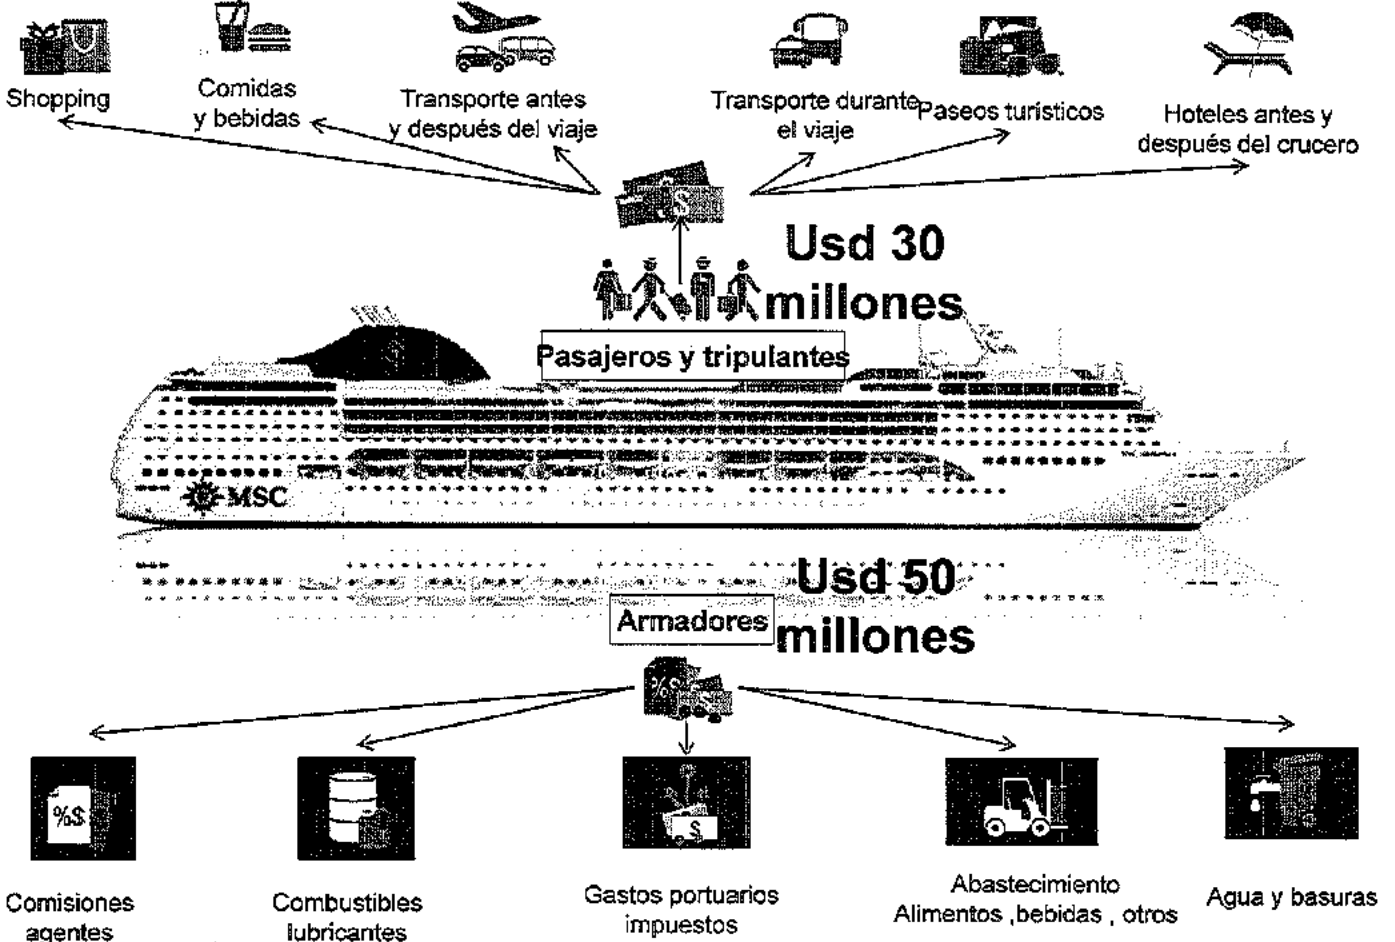 Shopping
Comidas
y bebidas
Transporte antes
y después del viaje
Transporte durante
el viaje
Paseos turísticos
Hoteles antes y
después del crucero
$
Usd 30
millones
Pasajeros y tripulantes
$
MSC
Usd 50
millones
Armadores
%$
$
%$
$
Comisiones
agentes
Combustibles
lubricantes
Gastos portuarios
impuestos
Abastecimiento
Alimentos ,bebidas , otros
Agua y basuras